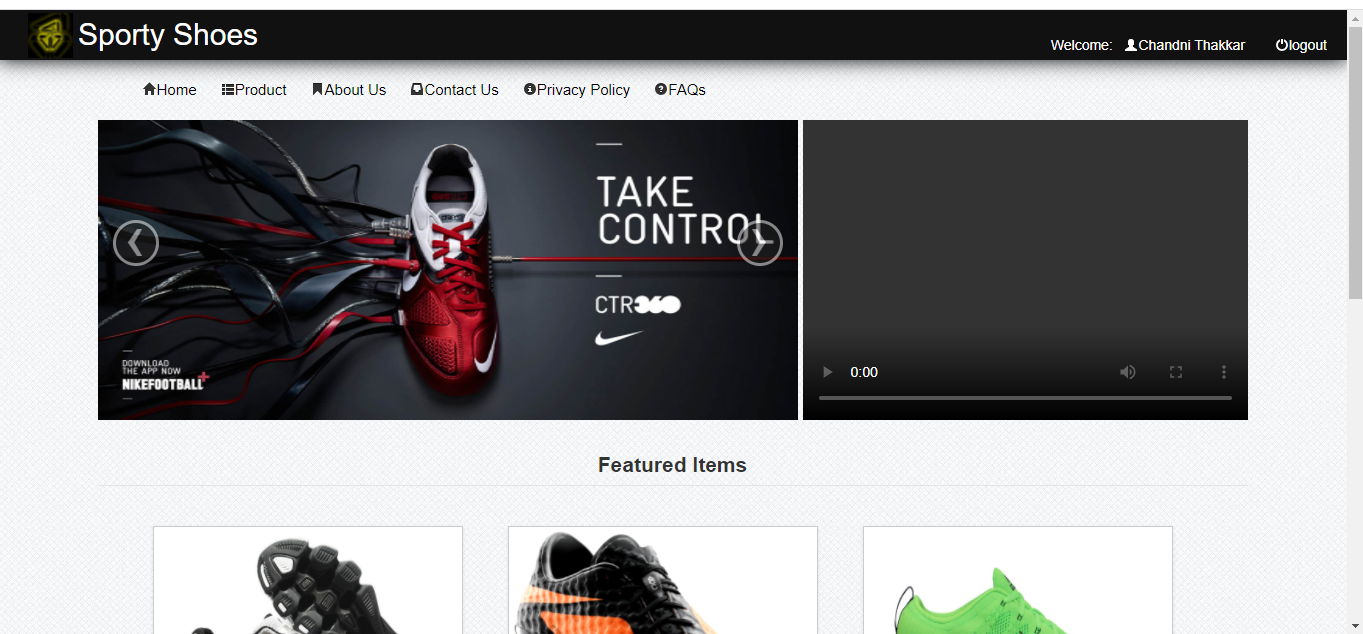 Sporty Shoes
Welcome: Chandni Thakkar logout
Home Product About Us Contact Us Privacy Policy FAQs
TAKE
CONTROL
CTR360
DOWNLOAD
THE APP NOW
NIKEFOOTBALL
0:00
Featured Items